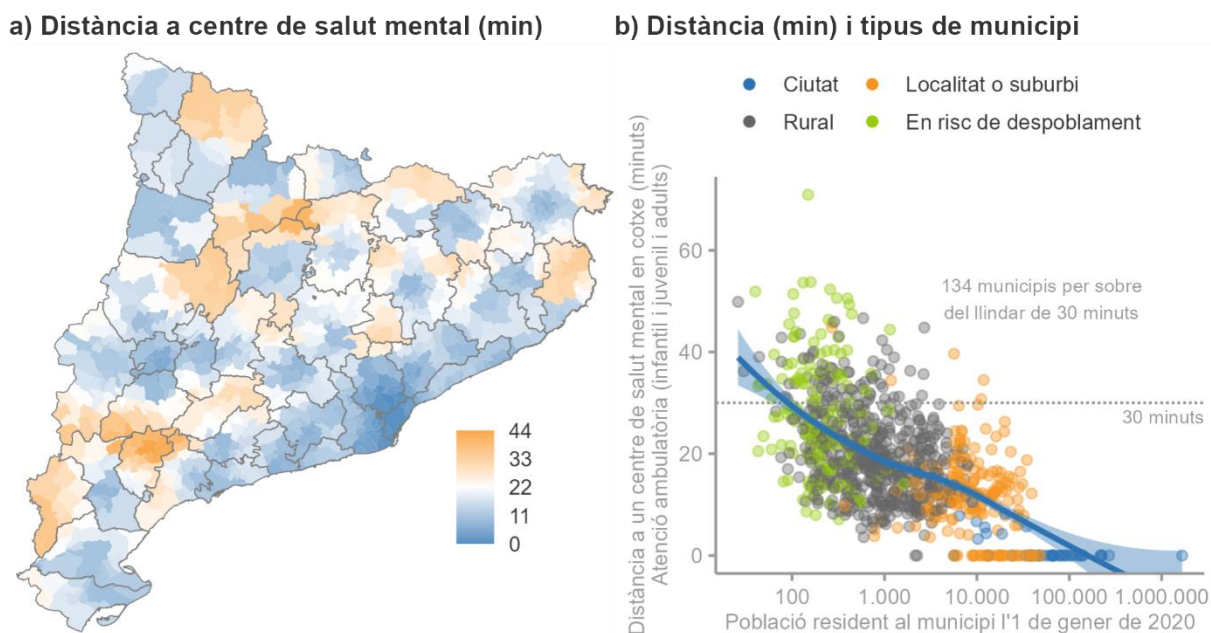 a) Distància a centre de salut mental (min)
44
33
22
11
0
b) Distància (min) i tipus de municipi
Ciutat
Localitat o suburbi
Rural
En risc de despoblament
Distància a un centre de salut mental en cotxe (minuts)
Atenció ambulatòria (infantil i juvenil i adults)
60
40
20
0
134 municipis per sobre
del llindar de 30 minuts
30 minuts
100
1.000
10.000
100.000
1.000.000
Població resident al municipi l'1 de gener de 2020